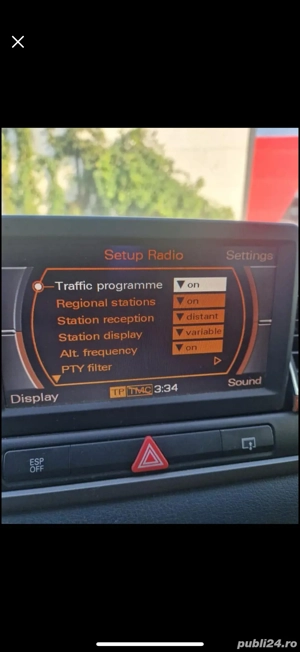 Setup Radio
Settings
Traffic programme ▼ on
Regional stations ▼ on
Station reception ▼ distant
Station display ▼ variable
Alt. frequency ▼ on
PTY filter
Display
TP TMC 3:34
Sound
ESP
OFF
publi24.ro